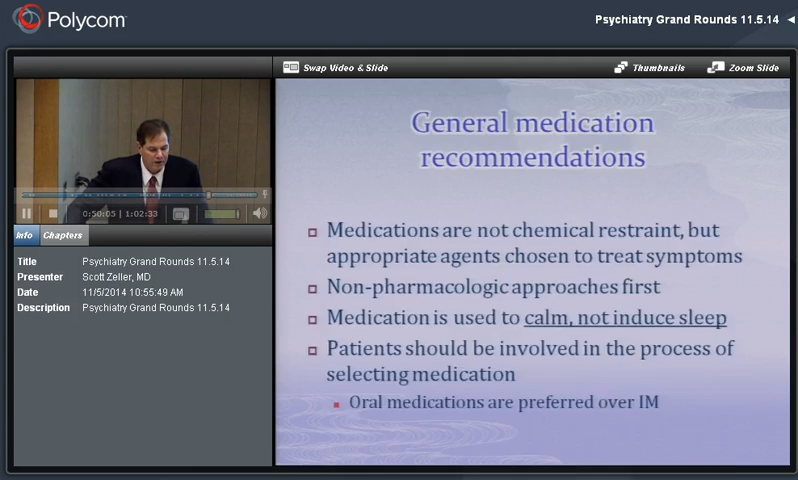 Polycom
Psychiatry Grand Rounds 11.5.14
Swap Video & Slide
Thumbnails
Zoom Slide
0:50:05 | 1:02:33
Info
Chapters
Title Psychiatry Grand Rounds 11.5.14
Presenter Scott Zeller, MD
Date 11/5/2014 10:55:49 AM
Description Psychiatry Grand Rounds 11.5.14
General medication
recommendations
Medications are not chemical restraint, but
appropriate agents chosen to treat symptoms
Non-pharmacologic approaches first
Medication is used to calm, not induce sleep
Patients should be involved in the process of
selecting medication
Oral medications are preferred over IM